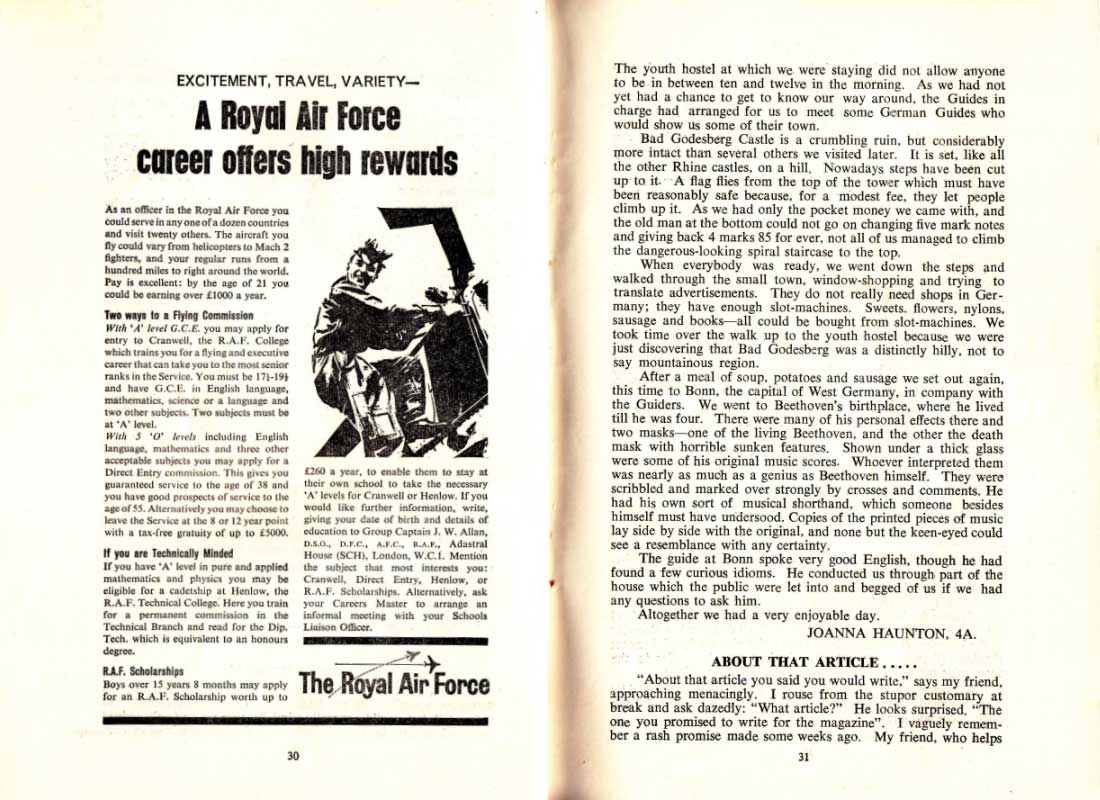 EXCITEMENT, TRAVEL, VARIETY—
A Royal Air Force
career offers high rewards
As an officer in the Royal Air Force you
could serve in any one of a dozen countries
and visit twenty others. The aircraft you
fly could vary from helicopters to Mach 2
fighters, and your regular runs from a
hundred miles to right around the world.
Pay is excellent: by the age of 21 you
could be earning over £1000 a year.
Two ways to a Flying Commission
With 'A' level G.C.E. you may apply for
entry to Cranwell, the R.A.F. College
which trains you for a flying and executive
career that can take you to the most senior
ranks in the Service. You must be 17½-19½
and have G.C.E. in English language,
mathematics, science or a language and
two other subjects. Two subjects must be
at 'A' level.
With 5 'O' levels including English
language, mathematics and three other
acceptable subjects you may apply for a
Direct Entry commission. This gives you
guaranteed service to the age of 38 and
you have good prospects of service to the
age of 55. Alternatively you may choose to
leave the Service at the 8 or 12 year point
with a tax-free gratuity of up to £5000.
If you are Technically Minded
If you have 'A' level in pure and applied
mathematics and physics you may be
eligible for a cadetship at Henlow, the
R.A.F. Technical College. Here you train
for a permanent commission in the
Technical Branch and read for the Dip.
Tech. which is equivalent to an honours
degree.
R.A.F. Scholarships
Boys over 15 years 8 months may apply
for an R.A.F. Scholarship worth up to
£260 a year, to enable them to stay at
their own school to take the necessary
'A' levels for Cranwell or Henlow. If you
would like further information, write,
giving your date of birth and details of
education to Group Captain J. W. Allan,
D.S.O., D.F.C., A.F.C., R.A.F., Adastral
House (SCH), London, W.C.1. Mention
the subject that most interests you:
Cranwell, Direct Entry, Henlow, or
R.A.F. Scholarships. Alternatively, ask
your Careers Master to arrange an
informal meeting with your Schools
Liaison Officer.
The Royal Air Force
30
The youth hostel at which we were staying did not allow anyone
to be in between ten and twelve in the morning. As we had not
yet had a chance to get to know our way around, the Guides in
charge had arranged for us to meet some German Guides who
would show us some of their town.
Bad Godesberg Castle is a crumbling ruin, but considerably
more intact than several others we visited later. It is set, like all
the other Rhine castles, on a hill. Nowadays steps have been cut
up to it. A flag flies from the top of the tower which must have
been reasonably safe because, for a modest fee, they let people
climb up it. As we had only the pocket money we came with, and
the old man at the bottom could not go on changing five mark notes
and giving back 4 marks 85 for ever, not all of us managed to climb
the dangerous-looking spiral staircase to the top.
When everybody was ready, we went down the steps and
walked through the small town, window-shopping and trying to
translate advertisements. They do not really need shops in Ger-
many; they have enough slot-machines. Sweets, flowers, nylons,
sausage and books—all could be bought from slot-machines. We
took time over the walk up to the youth hostel because we were
just discovering that Bad Godesberg was a distinctly hilly, not to
say mountainous region.
After a meal of soup, potatoes and sausage we set out again,
this time to Bonn, the capital of West Germany, in company with
the Guiders. We went to Beethoven's birthplace, where he lived
till he was four. There were many of his personal effects there and
two masks—one of the living Beethoven, and the other the death
mask with horrible sunken features. Shown under a thick glass
were some of his original music scores. Whoever interpreted them
was nearly as much as a genius as Beethoven himself. They were
scribbled and marked over strongly by crosses and comments. He
had his own sort of musical shorthand, which someone besides
himself must have undersood. Copies of the printed pieces of music
lay side by side with the original, and none but the keen-eyed could
see a resemblance with any certainty.
The guide at Bonn spoke very good English, though he had
found a few curious idioms. He conducted us through part of the
house which the public were let into and begged of us if we had
any questions to ask him.
Altogether we had a very enjoyable day.
JOANNA HAUNTON, 4A.
ABOUT THAT ARTICLE . . . . .
"About that article you said you would write," says my friend,
approaching menacingly. I rouse from the stupor customary at
break and ask dazedly: "What article?" He looks surprised. "The
one you promised to write for the magazine". I vaguely remem-
ber a rash promise made some weeks ago. My friend, who helps
31